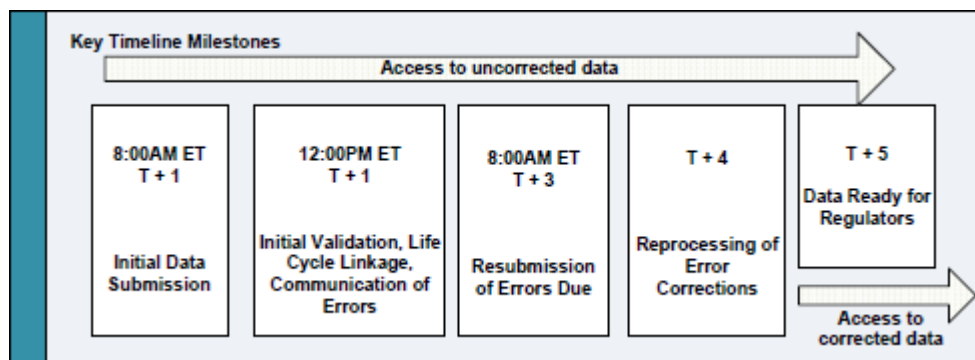 Key Timeline Milestones
Access to uncorrected data
8:00AM ET
T + 1
Initial Data
Submission
12:00PM ET
T + 1
Initial Validation, Life
Cycle Linkage,
Communication of
Errors
8:00AM ET
T + 3
Resubmission
of Errors Due
T + 4
Reprocessing of
Error
Corrections
T + 5
Data Ready for
Regulators
Access to
corrected data